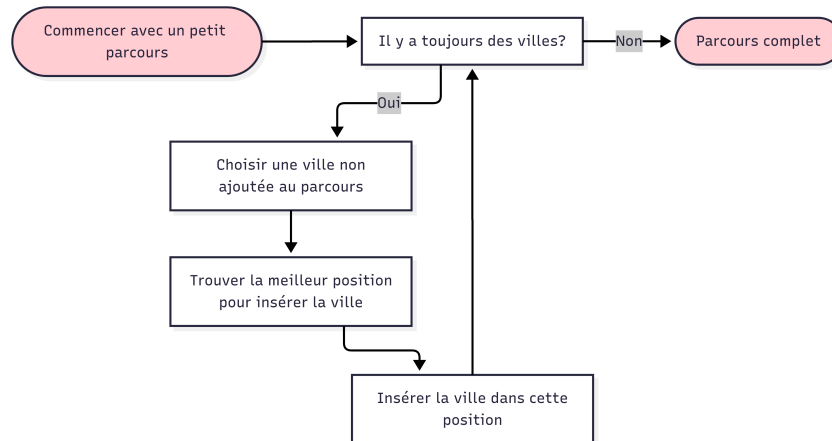 Commencer avec un petit
parcours
Il y a toujours des villes?
Non
Parcours complet
Oui
Choisir une ville non
ajoutée au parcours
Trouver la meilleur position
pour insérer la ville
Insérer la ville dans cette
position